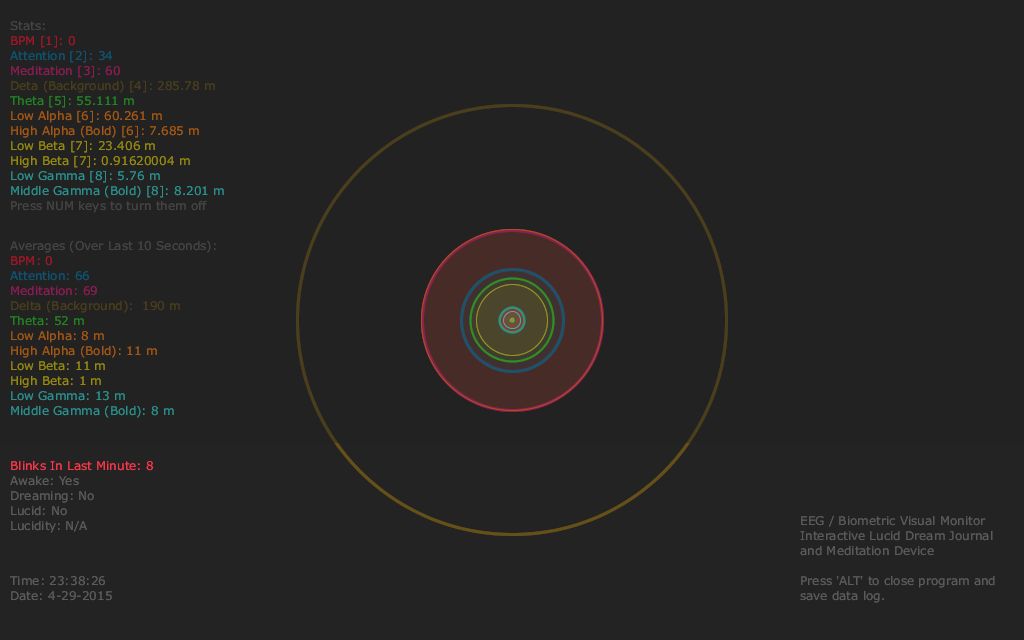 Stats:
BPM [1]: 0
Attention [2]: 34
Meditation [3]: 60
Deta (Background) [4]: 285.78 m
Theta [5]: 55.111 m
Low Alpha [6]: 60.261 m
High Alpha (Bold) [6]: 7.685 m
Low Beta [7]: 23.406 m
High Beta [7]: 0.91620004 m
Low Gamma [8]: 5.76 m
Middle Gamma (Bold) [8]: 8.201 m
Press NUM keys to turn them off
Averages (Over Last 10 Seconds):
BPM: 0
Attention: 66
Meditation: 69
Delta (Background):  190 m
Theta: 52 m
Low Alpha: 8 m
High Alpha (Bold): 11 m
Low Beta: 11 m
High Beta: 1 m
Low Gamma: 13 m
Middle Gamma (Bold): 8 m
Blinks In Last Minute: 8
Awake: Yes
Dreaming: No
Lucid: No
Lucidity: N/A
Time: 23:38:26
Date: 4-29-2015
EEG / Biometric Visual Monitor
Interactive Lucid Dream Journal
and Meditation Device
Press 'ALT' to close program and
save data log.